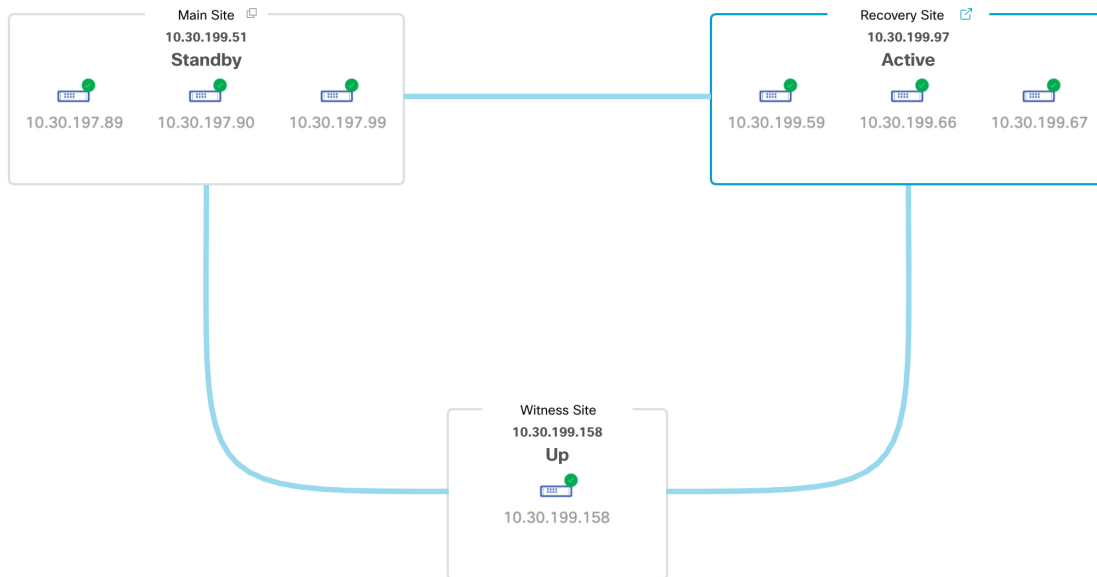 Main Site
10.30.199.51
Standby
10.30.197.89 10.30.197.90 10.30.197.99
Recovery Site
10.30.199.97
Active
10.30.199.59 10.30.199.66 10.30.199.67
Witness Site
10.30.199.158
Up
10.30.199.158